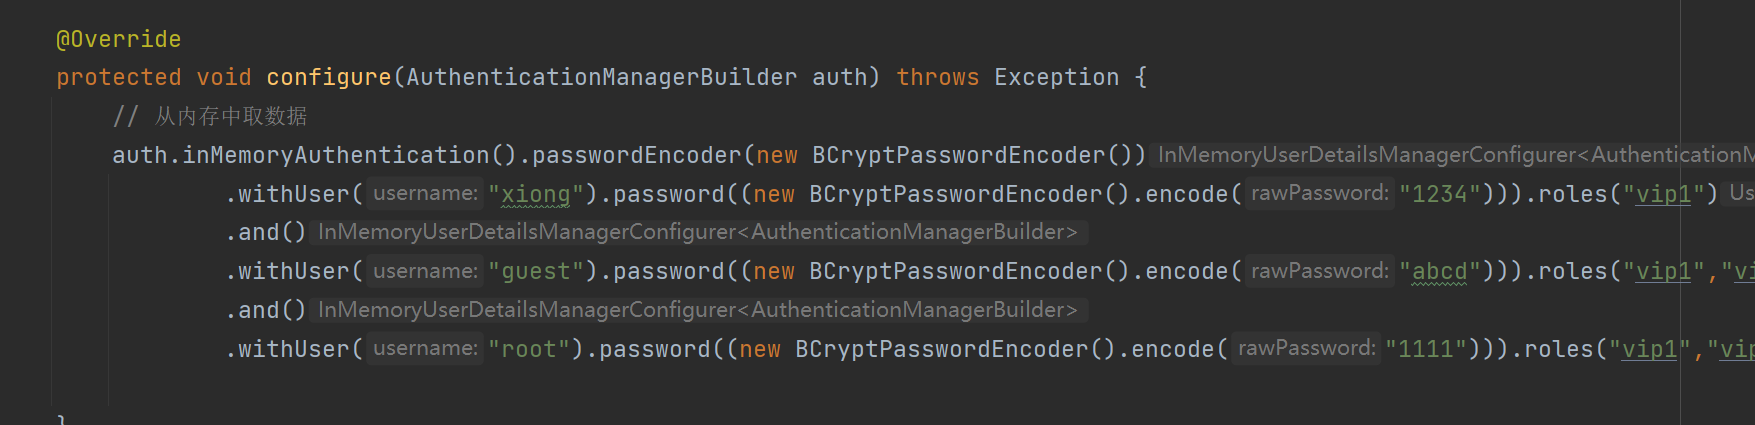 @Override
protected void configure(AuthenticationManagerBuilder auth) throws Exception {
// 从内存中取数据
auth.inMemoryAuthentication().passwordEncoder(new BCryptPasswordEncoder()) InMemoryUserDetailsManagerConfigurer<AuthenticationM
.withUser( username: "xiong").password((new BCryptPasswordEncoder().encode( rawPassword: "1234"))).roles("vip1") Us
.and() InMemoryUserDetailsManagerConfigurer<AuthenticationManagerBuilder>
.withUser( username: "guest").password((new BCryptPasswordEncoder().encode( rawPassword: "abcd"))).roles("vip1","vi
.and() InMemoryUserDetailsManagerConfigurer<AuthenticationManagerBuilder>
.withUser( username: "root").password((new BCryptPasswordEncoder().encode( rawPassword: "1111"))).roles("vip1","vip
}